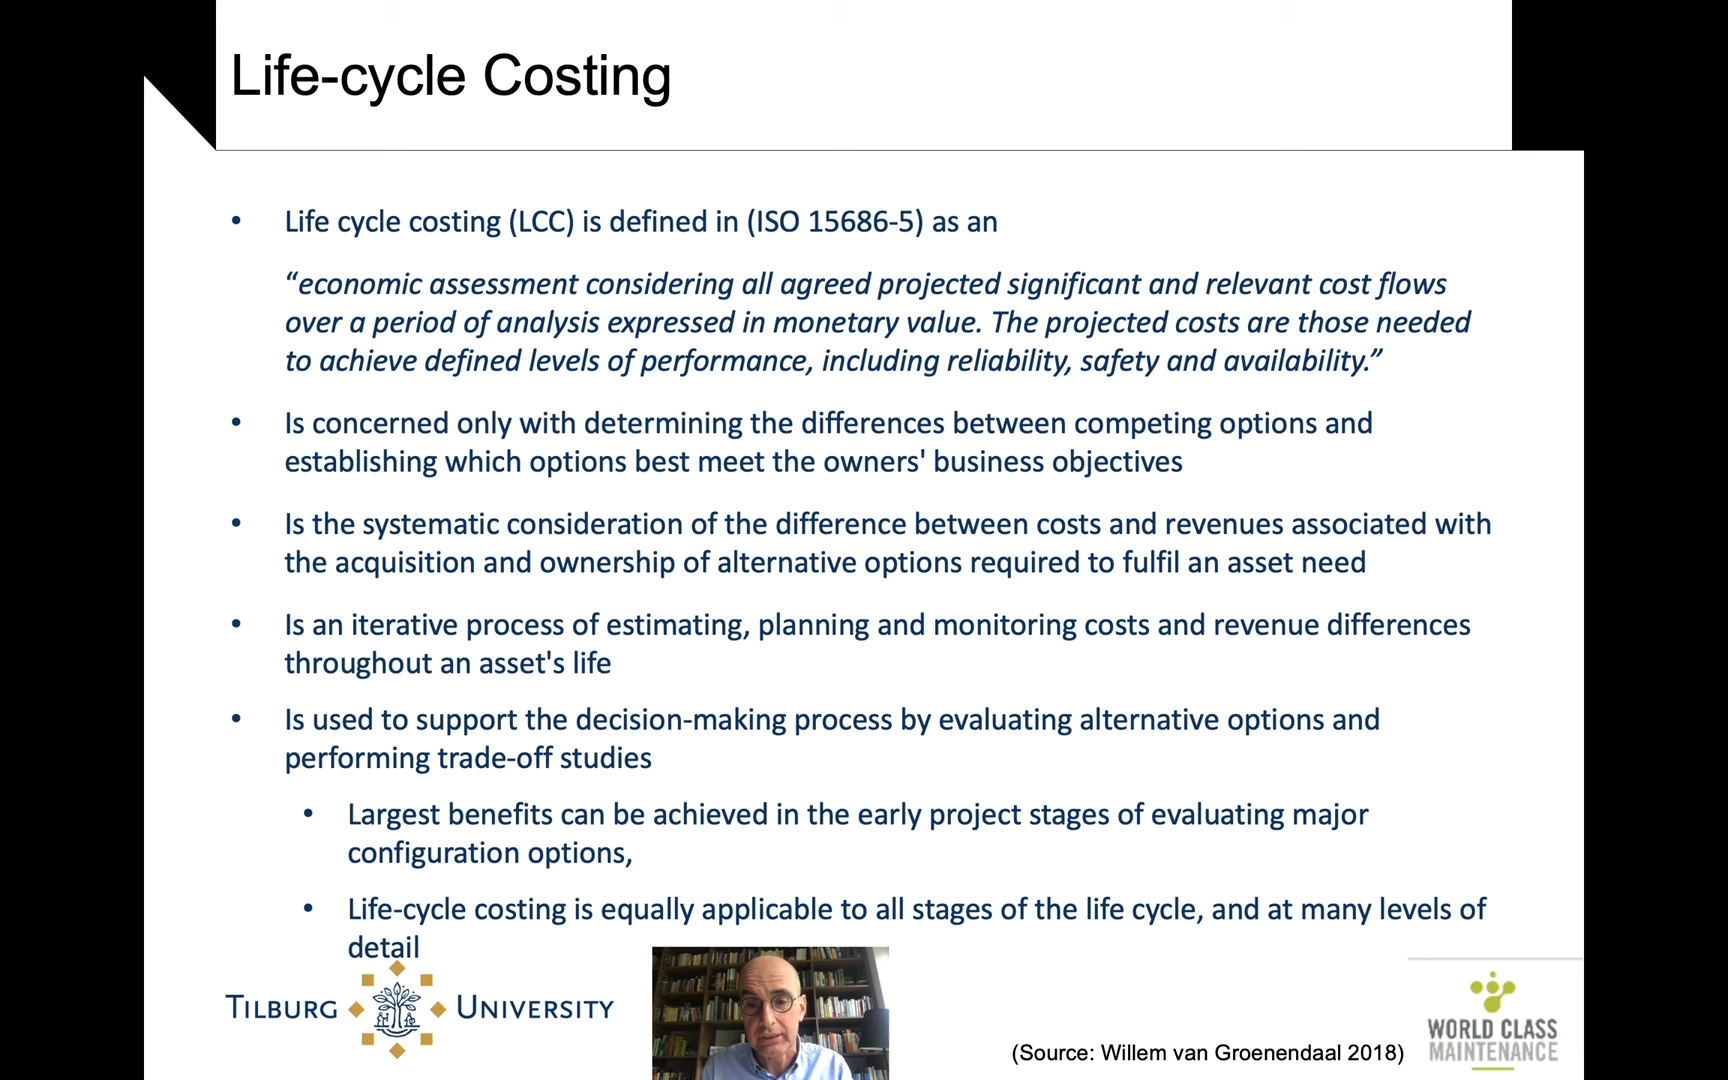 Life-cycle Costing
• Life cycle costing (LCC) is defined in (ISO 15686-5) as an
“economic assessment considering all agreed projected significant and relevant cost flows
over a period of analysis expressed in monetary value. The projected costs are those needed
to achieve defined levels of performance, including reliability, safety and availability.”
• Is concerned only with determining the differences between competing options and
establishing which options best meet the owners' business objectives
• Is the systematic consideration of the difference between costs and revenues associated with
the acquisition and ownership of alternative options required to fulfil an asset need
• Is an iterative process of estimating, planning and monitoring costs and revenue differences
throughout an asset's life
• Is used to support the decision-making process by evaluating alternative options and
performing trade-off studies
• Largest benefits can be achieved in the early project stages of evaluating major
configuration options,
• Life-cycle costing is equally applicable to all stages of the life cycle, and at many levels of
detail
TILBURG UNIVERSITY
(Source: Willem van Groenendaal 2018)
WORLD CLASS
MAINTENANCE